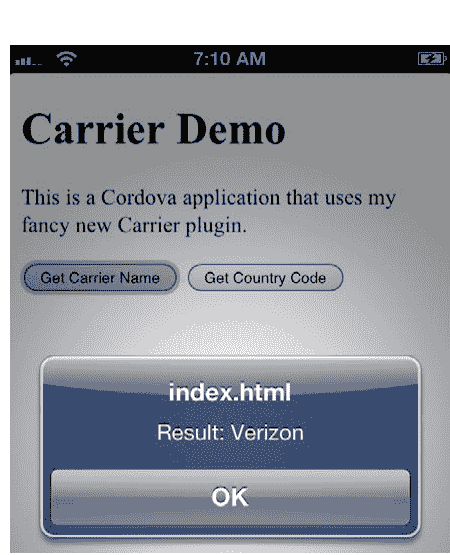 7:10 AM
Carrier Demo
This is a Cordova application that uses my
fancy new Carrier plugin.
Get Carrier Name Get Country Code
index.html
Result: Verizon
OK